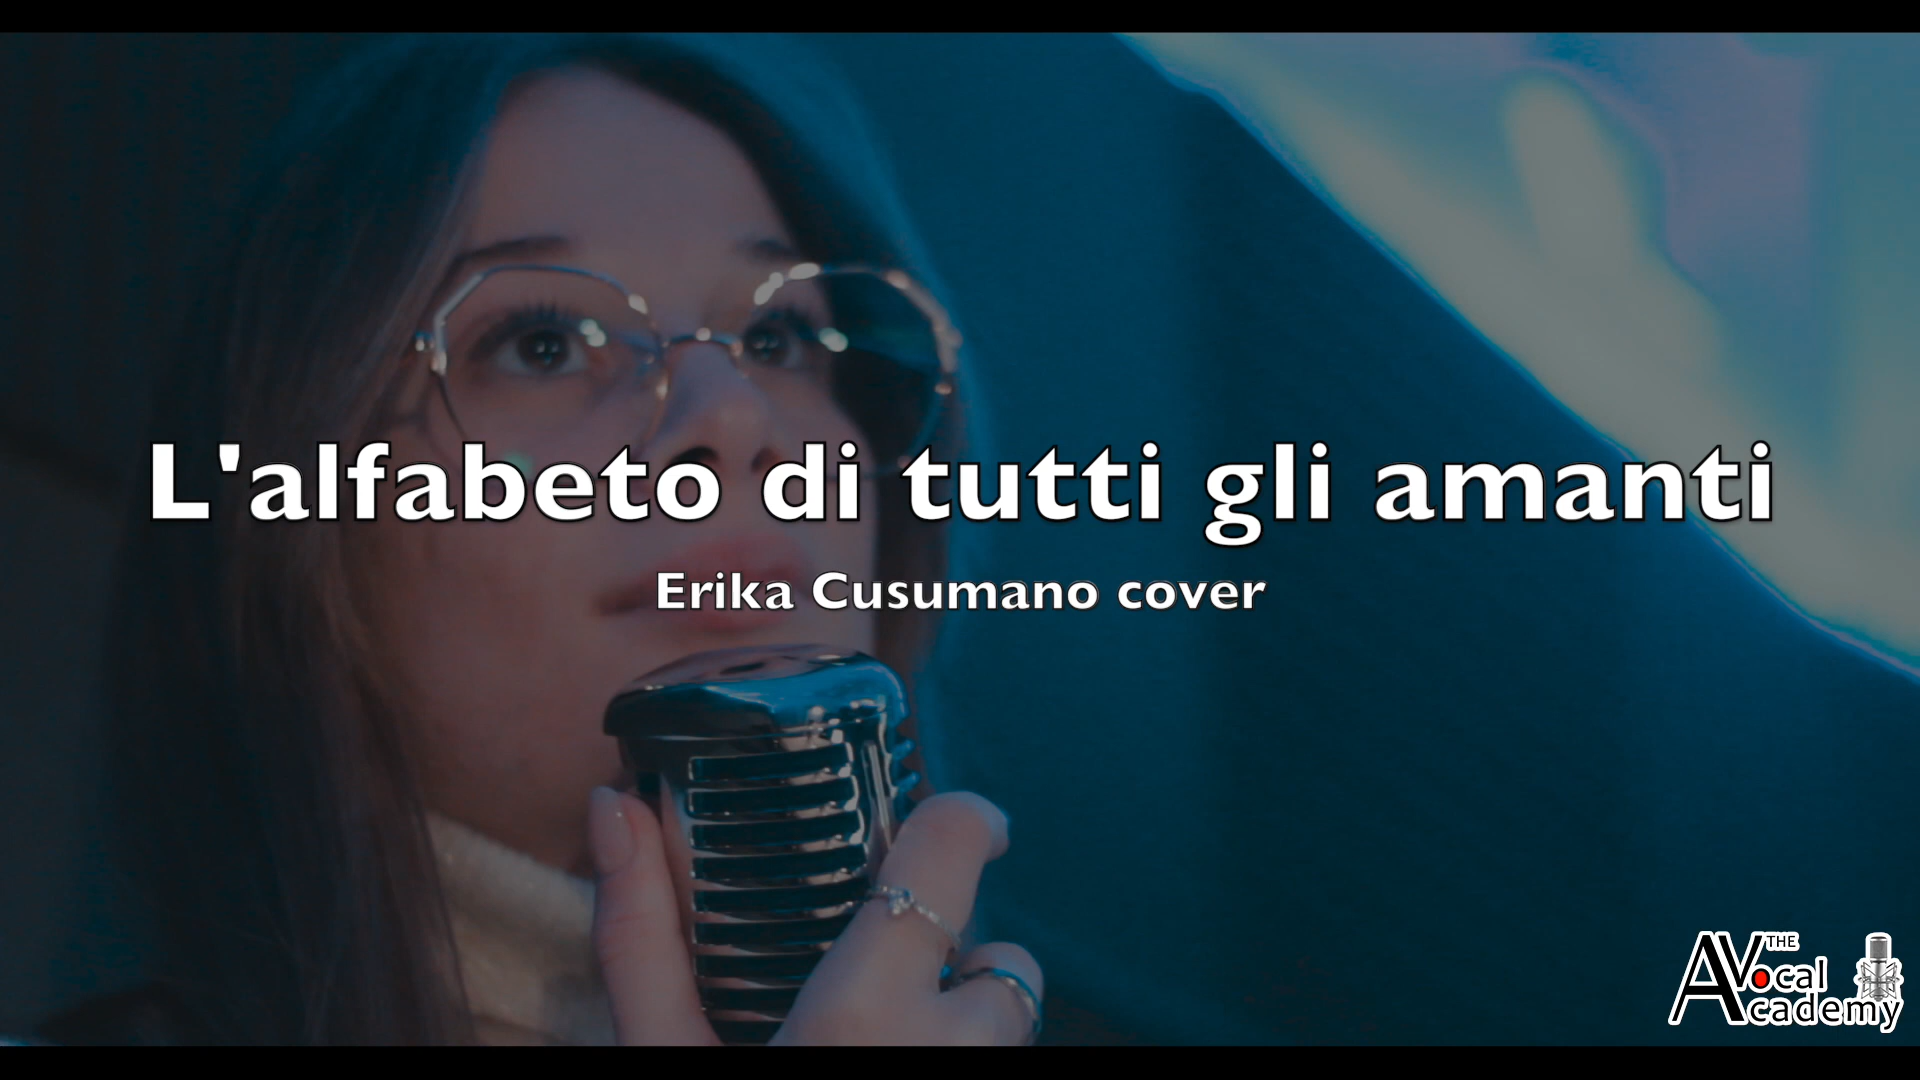 L'alfabeto di tutti gli amanti
Erika Cusumano cover
THE
Vocal
Academy